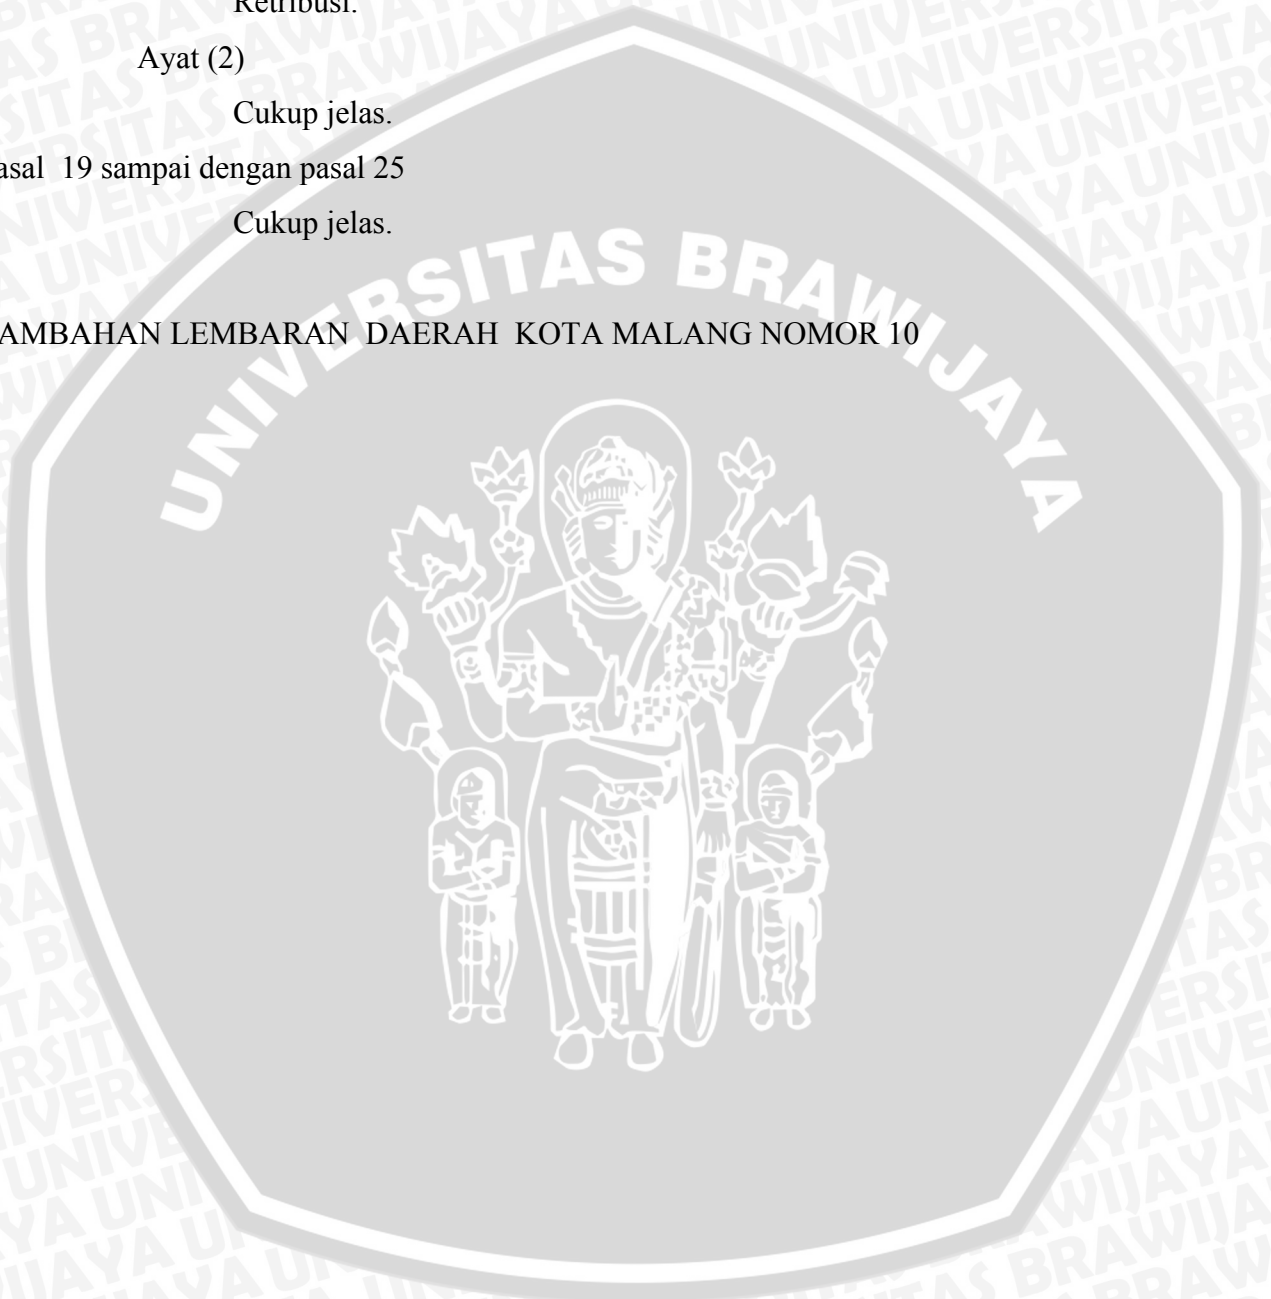 Retribusi.
Ayat (2)
Cukup jelas.
asal 19 sampai dengan pasal 25
Cukup jelas.
AMBAHAN LEMBARAN DAERAH KOTA MALANG NOMOR 10
UNIVERSITAS BRAWIJAYA